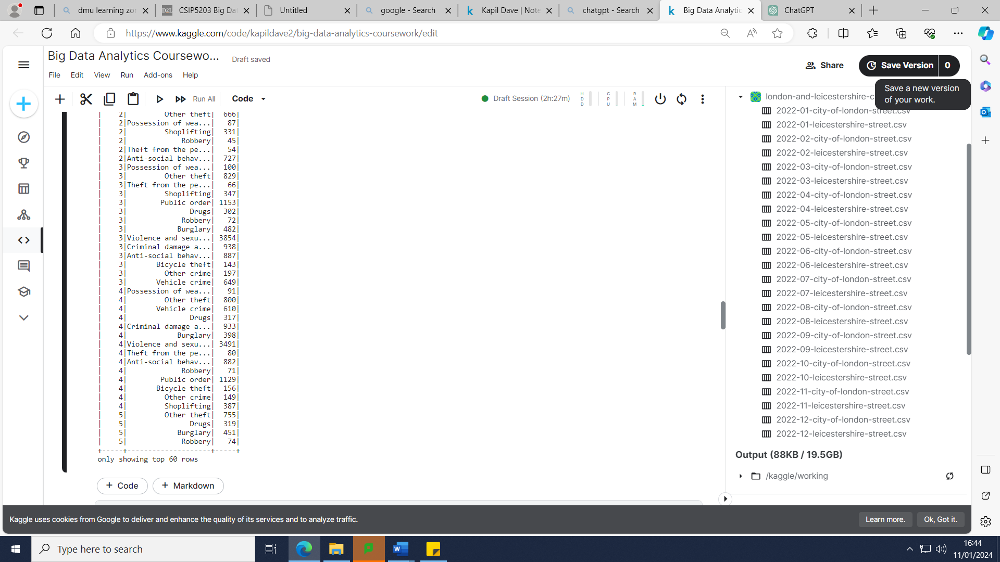 dmu learning zor
CSIP5203 Big Da
Untitled
google - Search
Kapil Dave | Note
chatgpt - Search
Big Data Analytic
ChatGPT
https://www.kaggle.com/code/kapildave2/big-data-analytics-coursework/edit
Big Data Analytics Coursewo...
Draft saved
File Edit View Run Add-ons Help
Share
Save Version 0
Save a new version
of your work.
Run All
Code
Draft Session (2h:27m)
HDD
CPU
RAM
| 2| Other theft| 666|
| 2|Possession of wea...| 87|
| 2| Shoplifting| 331|
| 2| Robbery| 45|
| 2|Theft from the pe...| 54|
| 2|Anti-social behav...| 727|
| 3|Possession of wea...| 100|
| 3| Other theft| 829|
| 3|Theft from the pe...| 66|
| 3| Shoplifting| 347|
| 3| Public order| 1153|
| 3| Drugs| 302|
| 3| Robbery| 72|
| 3| Burglary| 482|
| 3|Violence and sexu...| 3854|
| 3|Criminal damage a...| 938|
| 3|Anti-social behav...| 887|
| 3| Bicycle theft| 143|
| 3| Other crime| 197|
| 3| Vehicle crime| 649|
| 4|Possession of wea...| 91|
| 4| Other theft| 800|
| 4| Vehicle crime| 610|
| 4| Drugs| 317|
| 4|Criminal damage a...| 933|
| 4| Burglary| 398|
| 4|Violence and sexu...| 3491|
| 4|Theft from the pe...| 80|
| 4|Anti-social behav...| 882|
| 4| Robbery| 71|
| 4| Public order| 1129|
| 4| Bicycle theft| 156|
| 4| Other crime| 149|
| 4| Shoplifting| 387|
| 5| Other theft| 755|
| 5| Drugs| 319|
| 5| Burglary| 451|
| 5| Robbery| 74|
+-----+--------------------+-----+
only showing top 60 rows
+ Code
+ Markdown
london-and-leicestershire-c
2022-01-city-of-london-street.csv
2022-01-leicestershire-street.csv
2022-02-city-of-london-street.csv
2022-02-leicestershire-street.csv
2022-03-city-of-london-street.csv
2022-03-leicestershire-street.csv
2022-04-city-of-london-street.csv
2022-04-leicestershire-street.csv
2022-05-city-of-london-street.csv
2022-05-leicestershire-street.csv
2022-06-city-of-london-street.csv
2022-06-leicestershire-street.csv
2022-07-city-of-london-street.csv
2022-07-leicestershire-street.csv
2022-08-city-of-london-street.csv
2022-08-leicestershire-street.csv
2022-09-city-of-london-street.csv
2022-09-leicestershire-street.csv
2022-10-city-of-london-street.csv
2022-10-leicestershire-street.csv
2022-11-city-of-london-street.csv
2022-11-leicestershire-street.csv
2022-12-city-of-london-street.csv
2022-12-leicestershire-street.csv
Output (88KB / 19.5GB)
/kaggle/working
Kaggle uses cookies from Google to deliver and enhance the quality of its services and to analyze traffic.
Learn more.
Ok, Got it.
Type here to search
16:44
11/01/2024